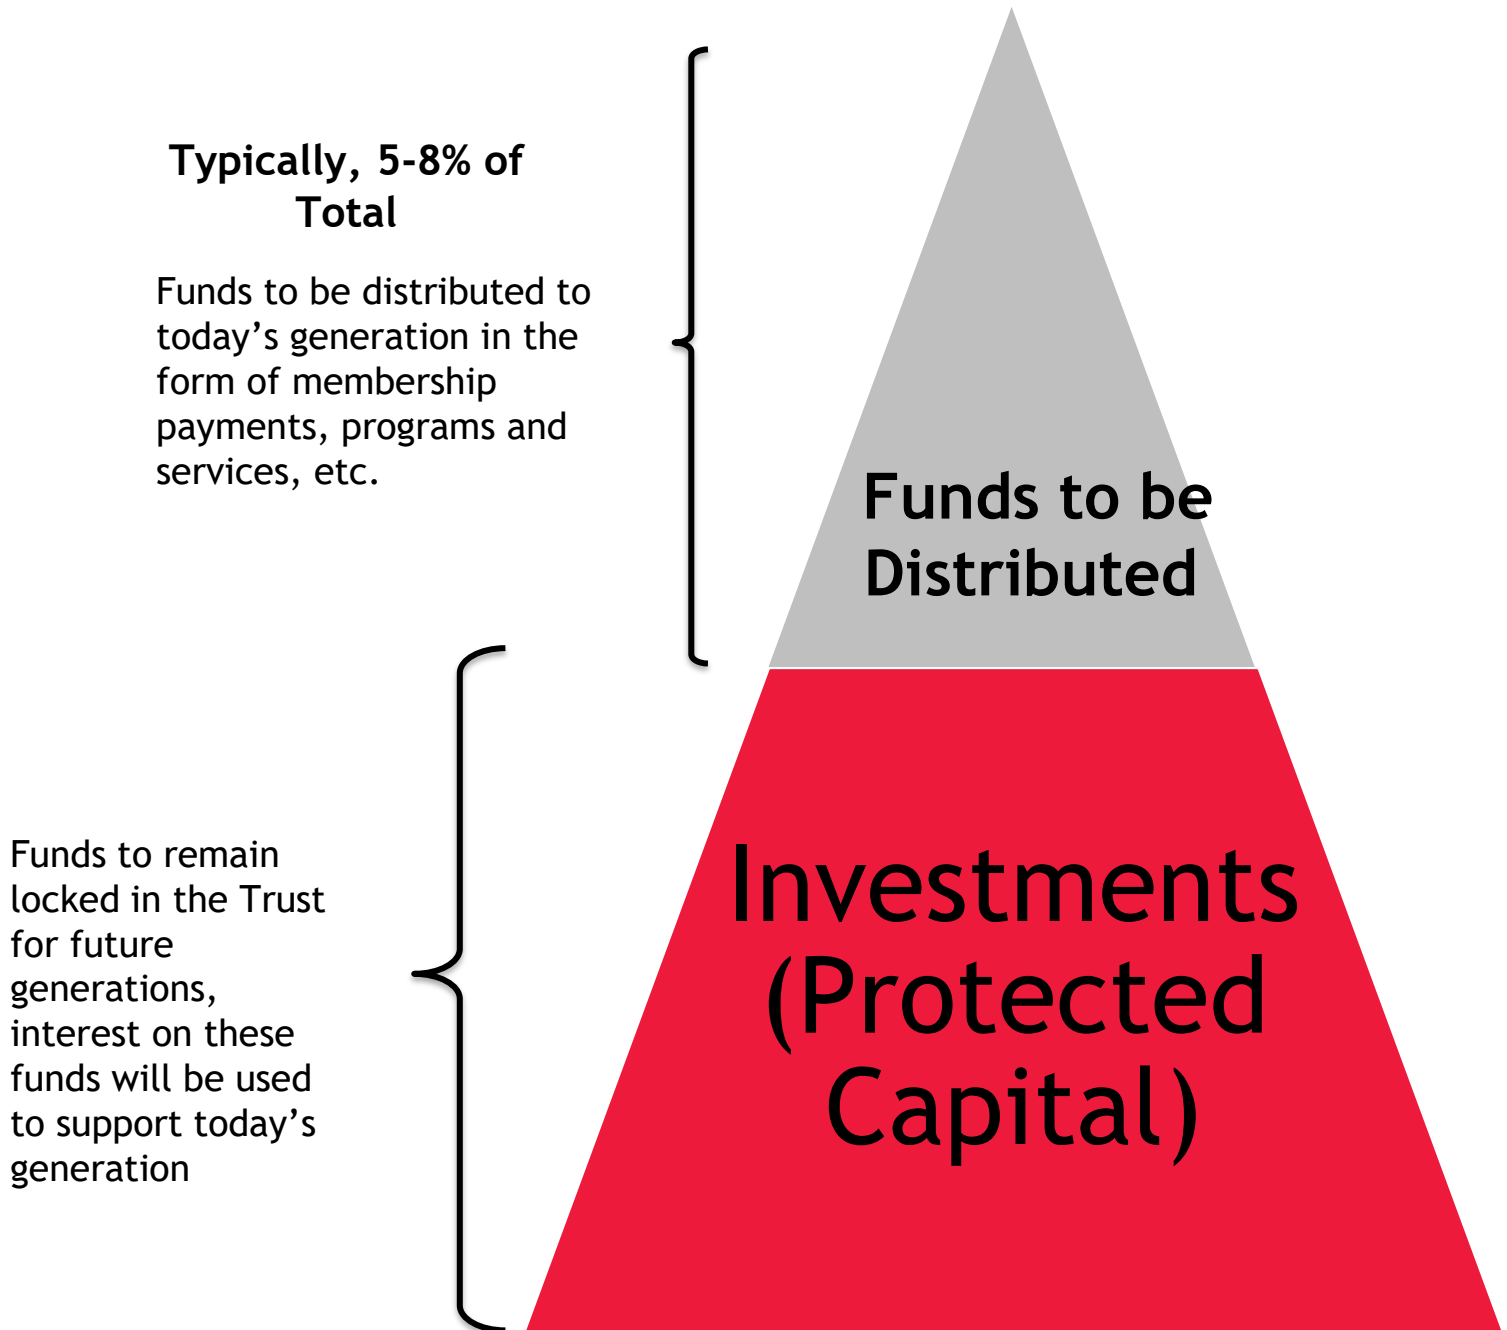 Typically, 5-8% of
Total
Funds to be distributed to
today’s generation in the
form of membership
payments, programs and
services, etc.
Funds to be
Distributed
Funds to remain
locked in the Trust
for future
generations,
interest on these
funds will be used
to support today’s
generation
Investments
(Protected
Capital)